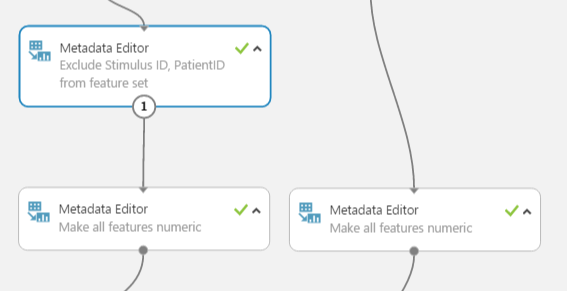 Metadata Editor
Exclude Stimulus ID, PatientID
from feature set
1
Metadata Editor
Make all features numeric
Metadata Editor
Make all features numeric